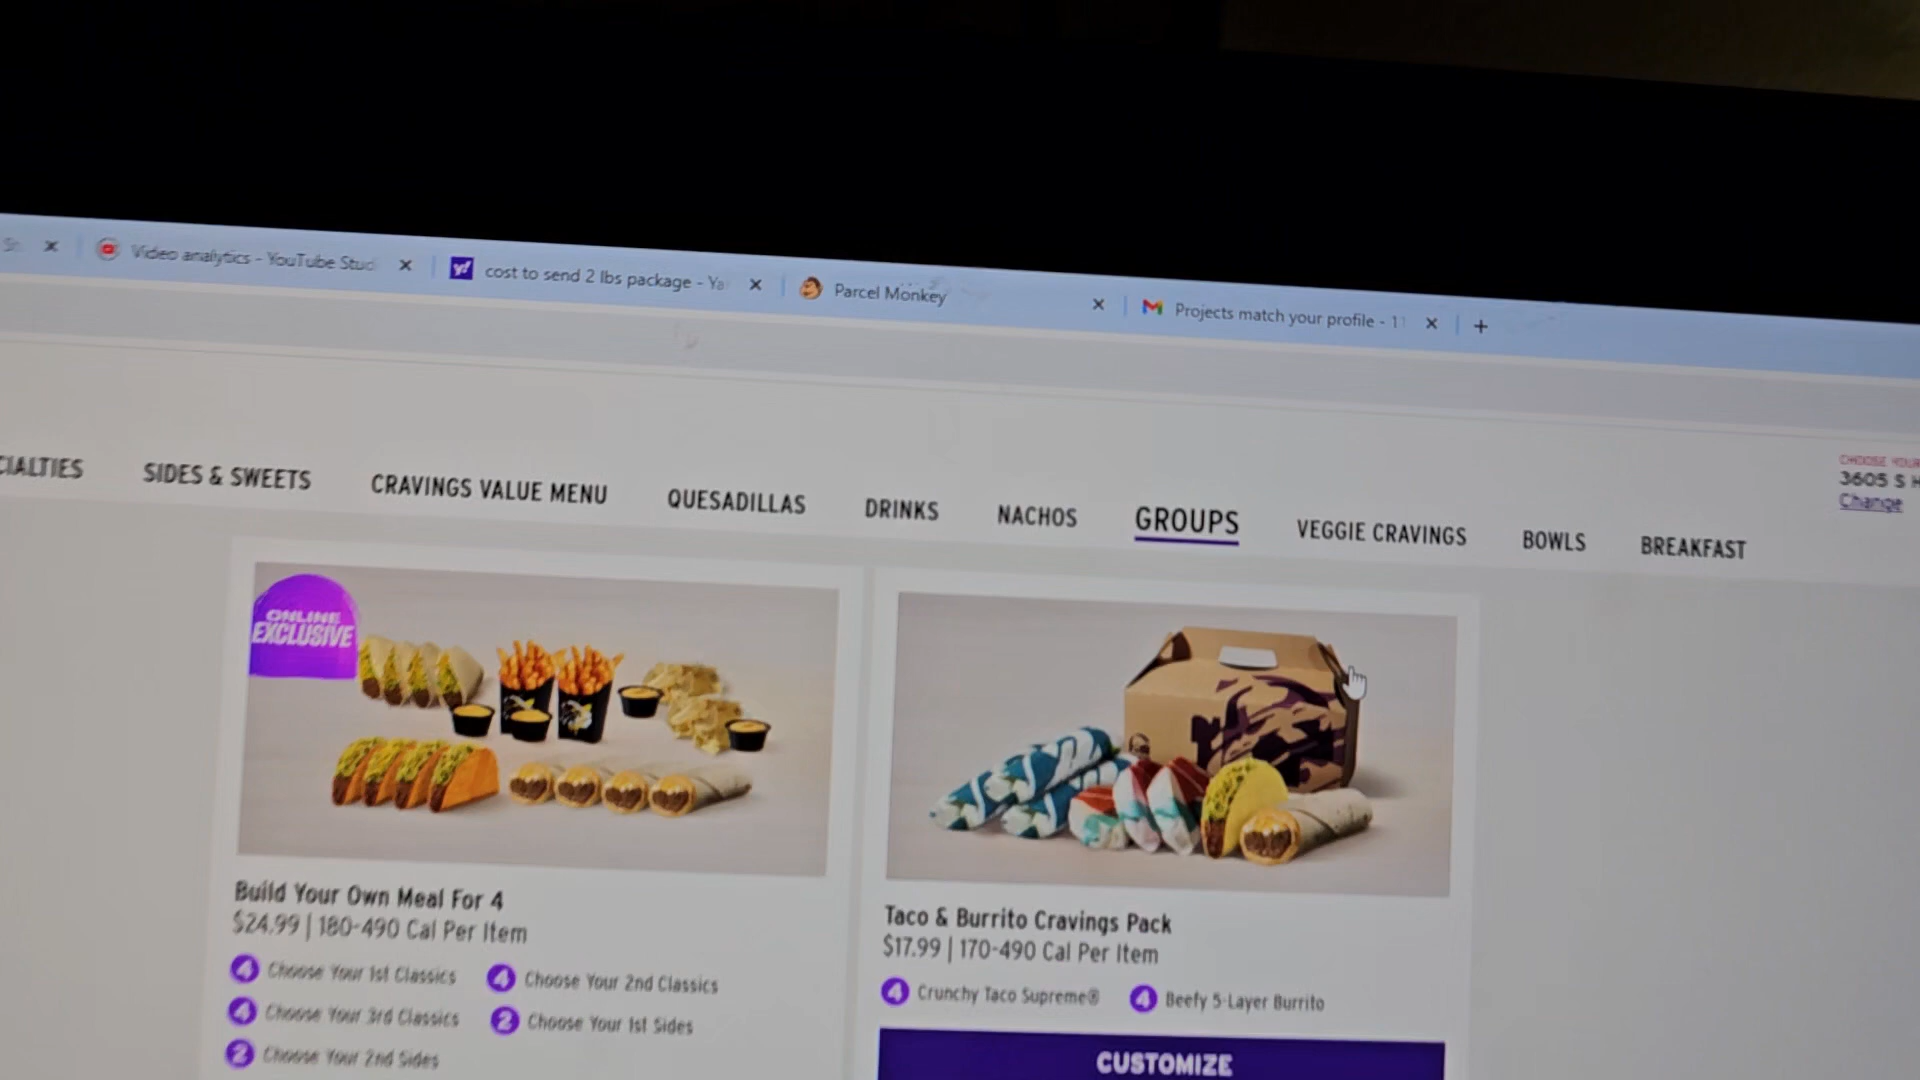 Video analytics - YouTube Stud
cost to send 2 lbs package - Ya
Parcel Monkey
Projects match your profile - 11
CIALTIES
SIDES & SWEETS
CRAVINGS VALUE MENU
QUESADILLAS
DRINKS
NACHOS
GROUPS
VEGGIE CRAVINGS
BOWLS
BREAKFAST
CHOOSE YOUR
3605 S H
Change
ONLINE
EXCLUSIVE
Build Your Own Meal For 4
$24.99 | 180-490 Cal Per Item
4 Choose Your 1st Classics
4 Choose Your 2nd Classics
4 Choose Your 3rd Classics
2 Choose Your 1st Sides
2 Choose Your 2nd Sides
Taco & Burrito Cravings Pack
$17.99 | 170-490 Cal Per Item
4 Crunchy Taco Supreme®
4 Beefy 5-Layer Burrito
CUSTOMIZE